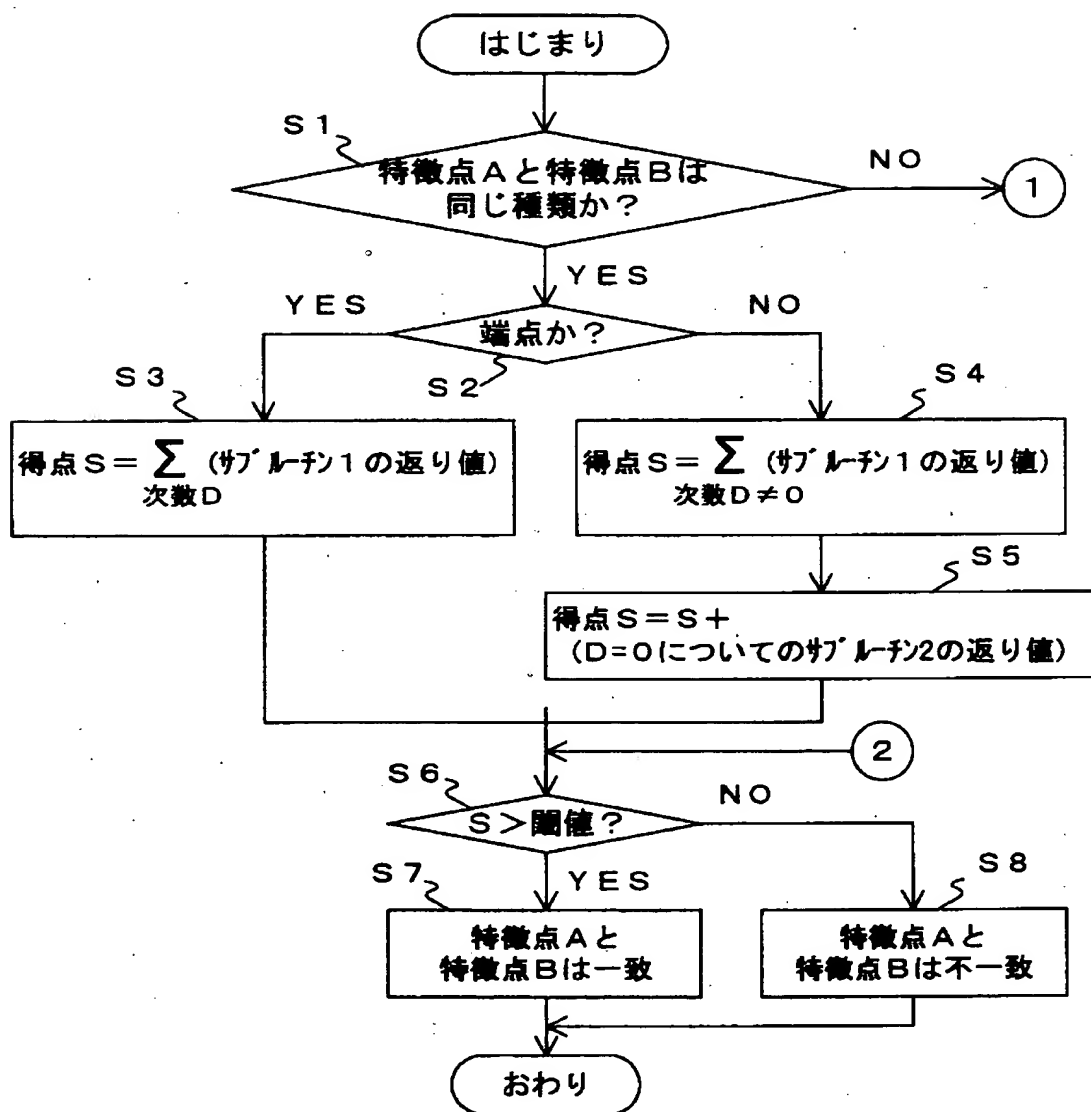 はじまり
S1
特徴点Aと特徴点Bは
同じ種類か?
NO
1
YES
YES
NO
端点か?
S2
S3
S4
得点S=Σ(サブルーチン1の返り値)
次数D
得点S=Σ(サブルーチン1の返り値)
次数D≠0
S5
得点S=S+
(D=0についてのサブルーチン2の返り値)
2
S6
NO
S>閾値?
S7
YES
S8
特徴点Aと
特徴点Bは一致
特徴点Aと
特徴点Bは不一致
おわり